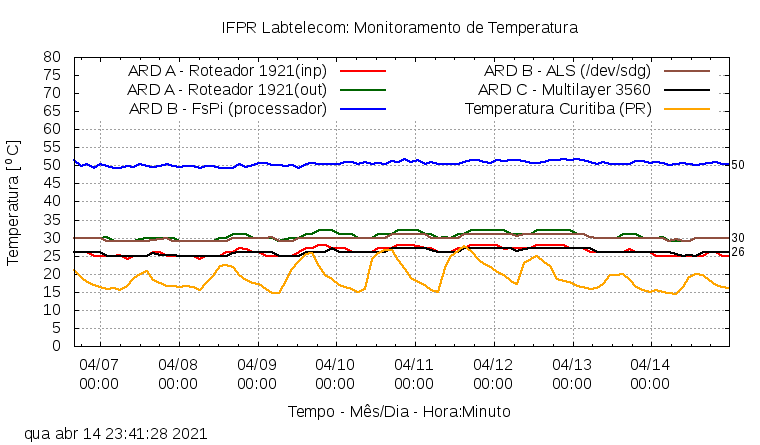 IFPR Labtelecom: Monitoramento de Temperatura
ARD A - Roteador 1921(inp)
ARD A - Roteador 1921(out)
ARD B - FsPi (processador)
ARD B - ALS (/dev/sdg)
ARD C - Multilayer 3560
Temperatura Curitiba (PR)
Temperatura [ºC]
80
75
70
65
60
55
50
45
40
35
30
25
20
15
10
5
0
50
30
26
04/07 04/08 04/09 04/10 04/11 04/12 04/13 04/14
00:00 00:00 00:00 00:00 00:00 00:00 00:00 00:00
Tempo - Mês/Dia - Hora:Minuto
qua abr 14 23:41:28 2021